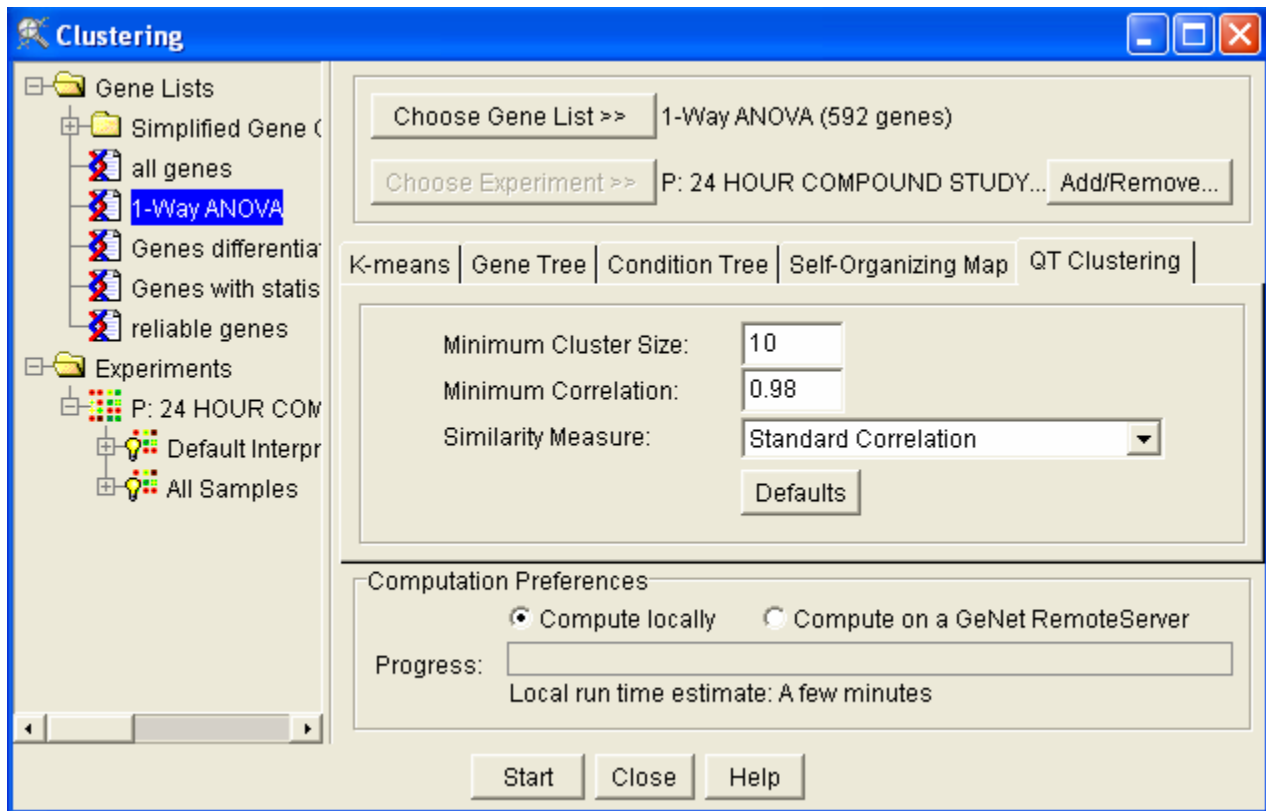 Clustering
Gene Lists
Simplified Gene (
all genes
1-Way ANOVA
Genes differentiat
Genes with statis
reliable genes
Experiments
P: 24 HOUR COM
Default Interpr
All Samples
Choose Gene List >> 1-Way ANOVA (592 genes)
Choose Experiment >> P: 24 HOUR COMPOUND STUDY... Add/Remove...
K-means Gene Tree Condition Tree Self-Organizing Map QT Clustering
Minimum Cluster Size: 10
Minimum Correlation: 0.98
Similarity Measure: Standard Correlation
Defaults
Computation Preferences
Compute locally Compute on a GeNet RemoteServer
Progress:
Local run time estimate: A few minutes
Start Close Help